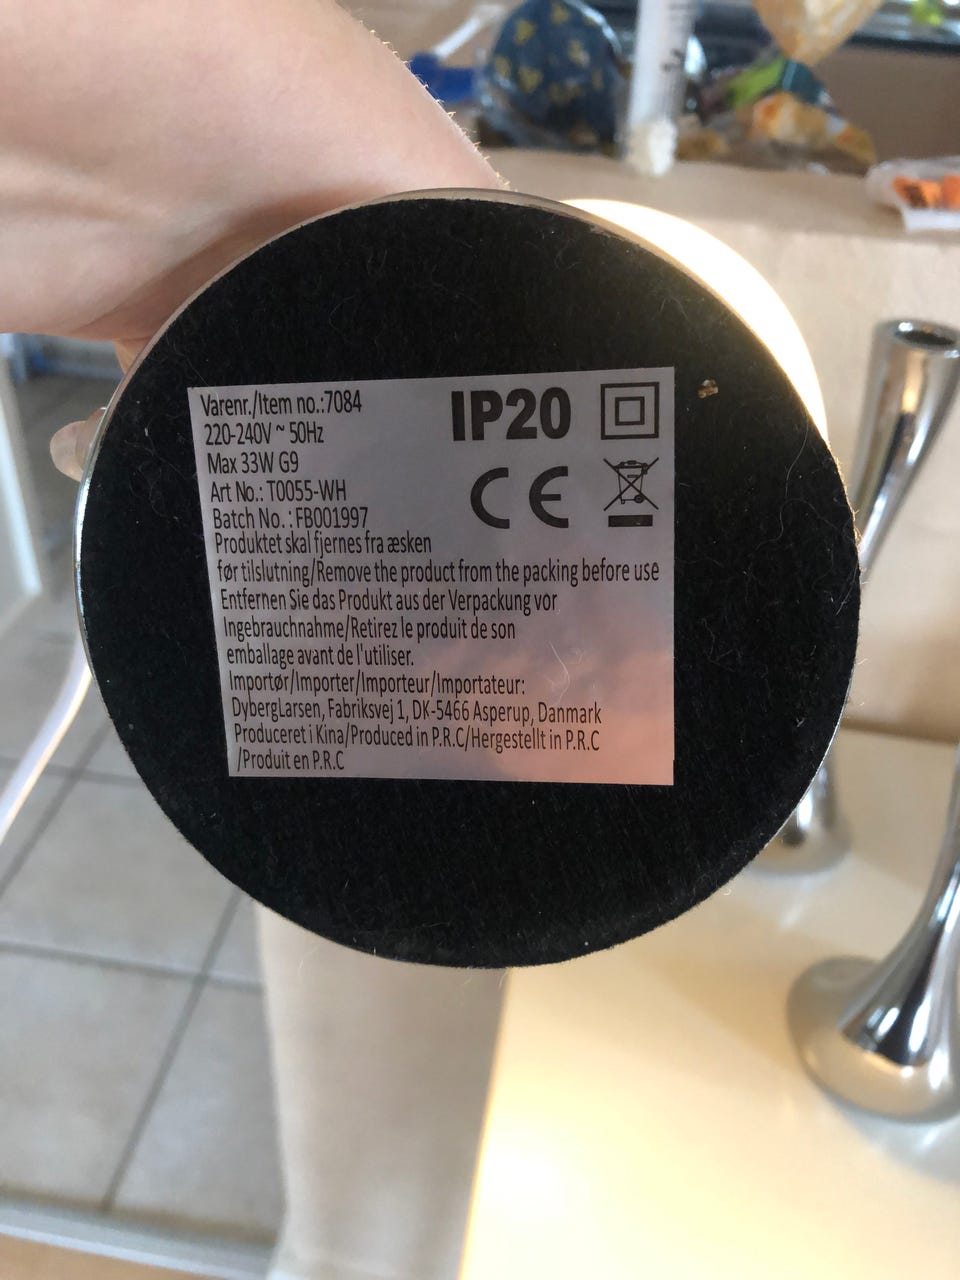 Varenr./Item no.:7084
220-240V ~ 50Hz
Max 33W G9
Art No.: T0055-WH
Batch No. : FB001997
IP20
CE
Produktet skal fjernes fra æsken
før tilslutning/Remove the product from the packing before use
Entfernen Sie das Produkt aus der Verpackung vor
Ingebrauchnahme/Retirez le produit de son
emballage avant de l'utiliser.
Importør/Importer/Importeur/Importateur:
DybergLarsen, Fabriksvej 1, DK-5466 Asperup, Danmark
Produceret i Kina/Produced in P.R.C/Hergestellt in P.R.C
/Produit en P.R.C